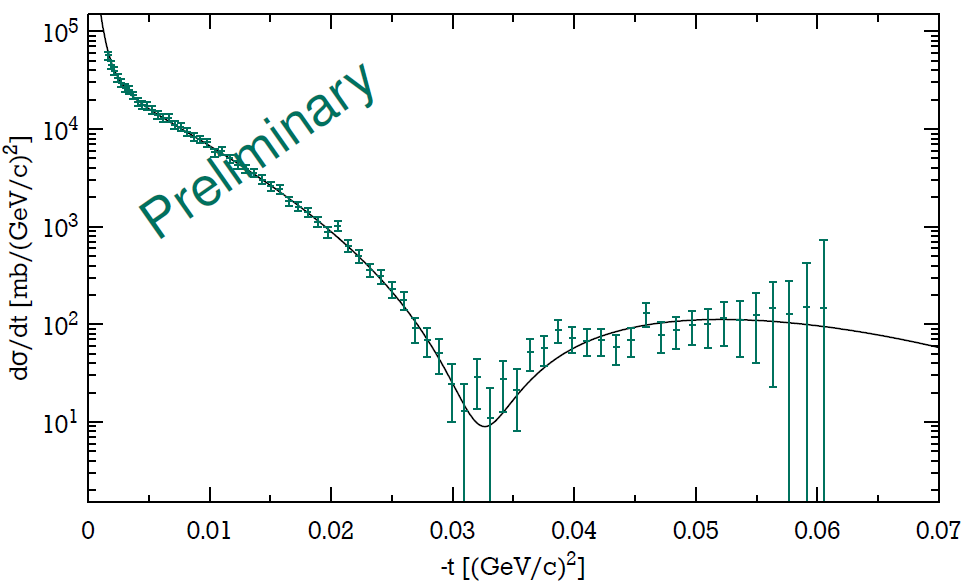 10⁵
10⁴
10³
10²
10¹
dσ/dt [mb/(GeV/c)²]
Preliminary
0 0.01 0.02 0.03 0.04 0.05 0.06 0.07
-t [(GeV/c)²]